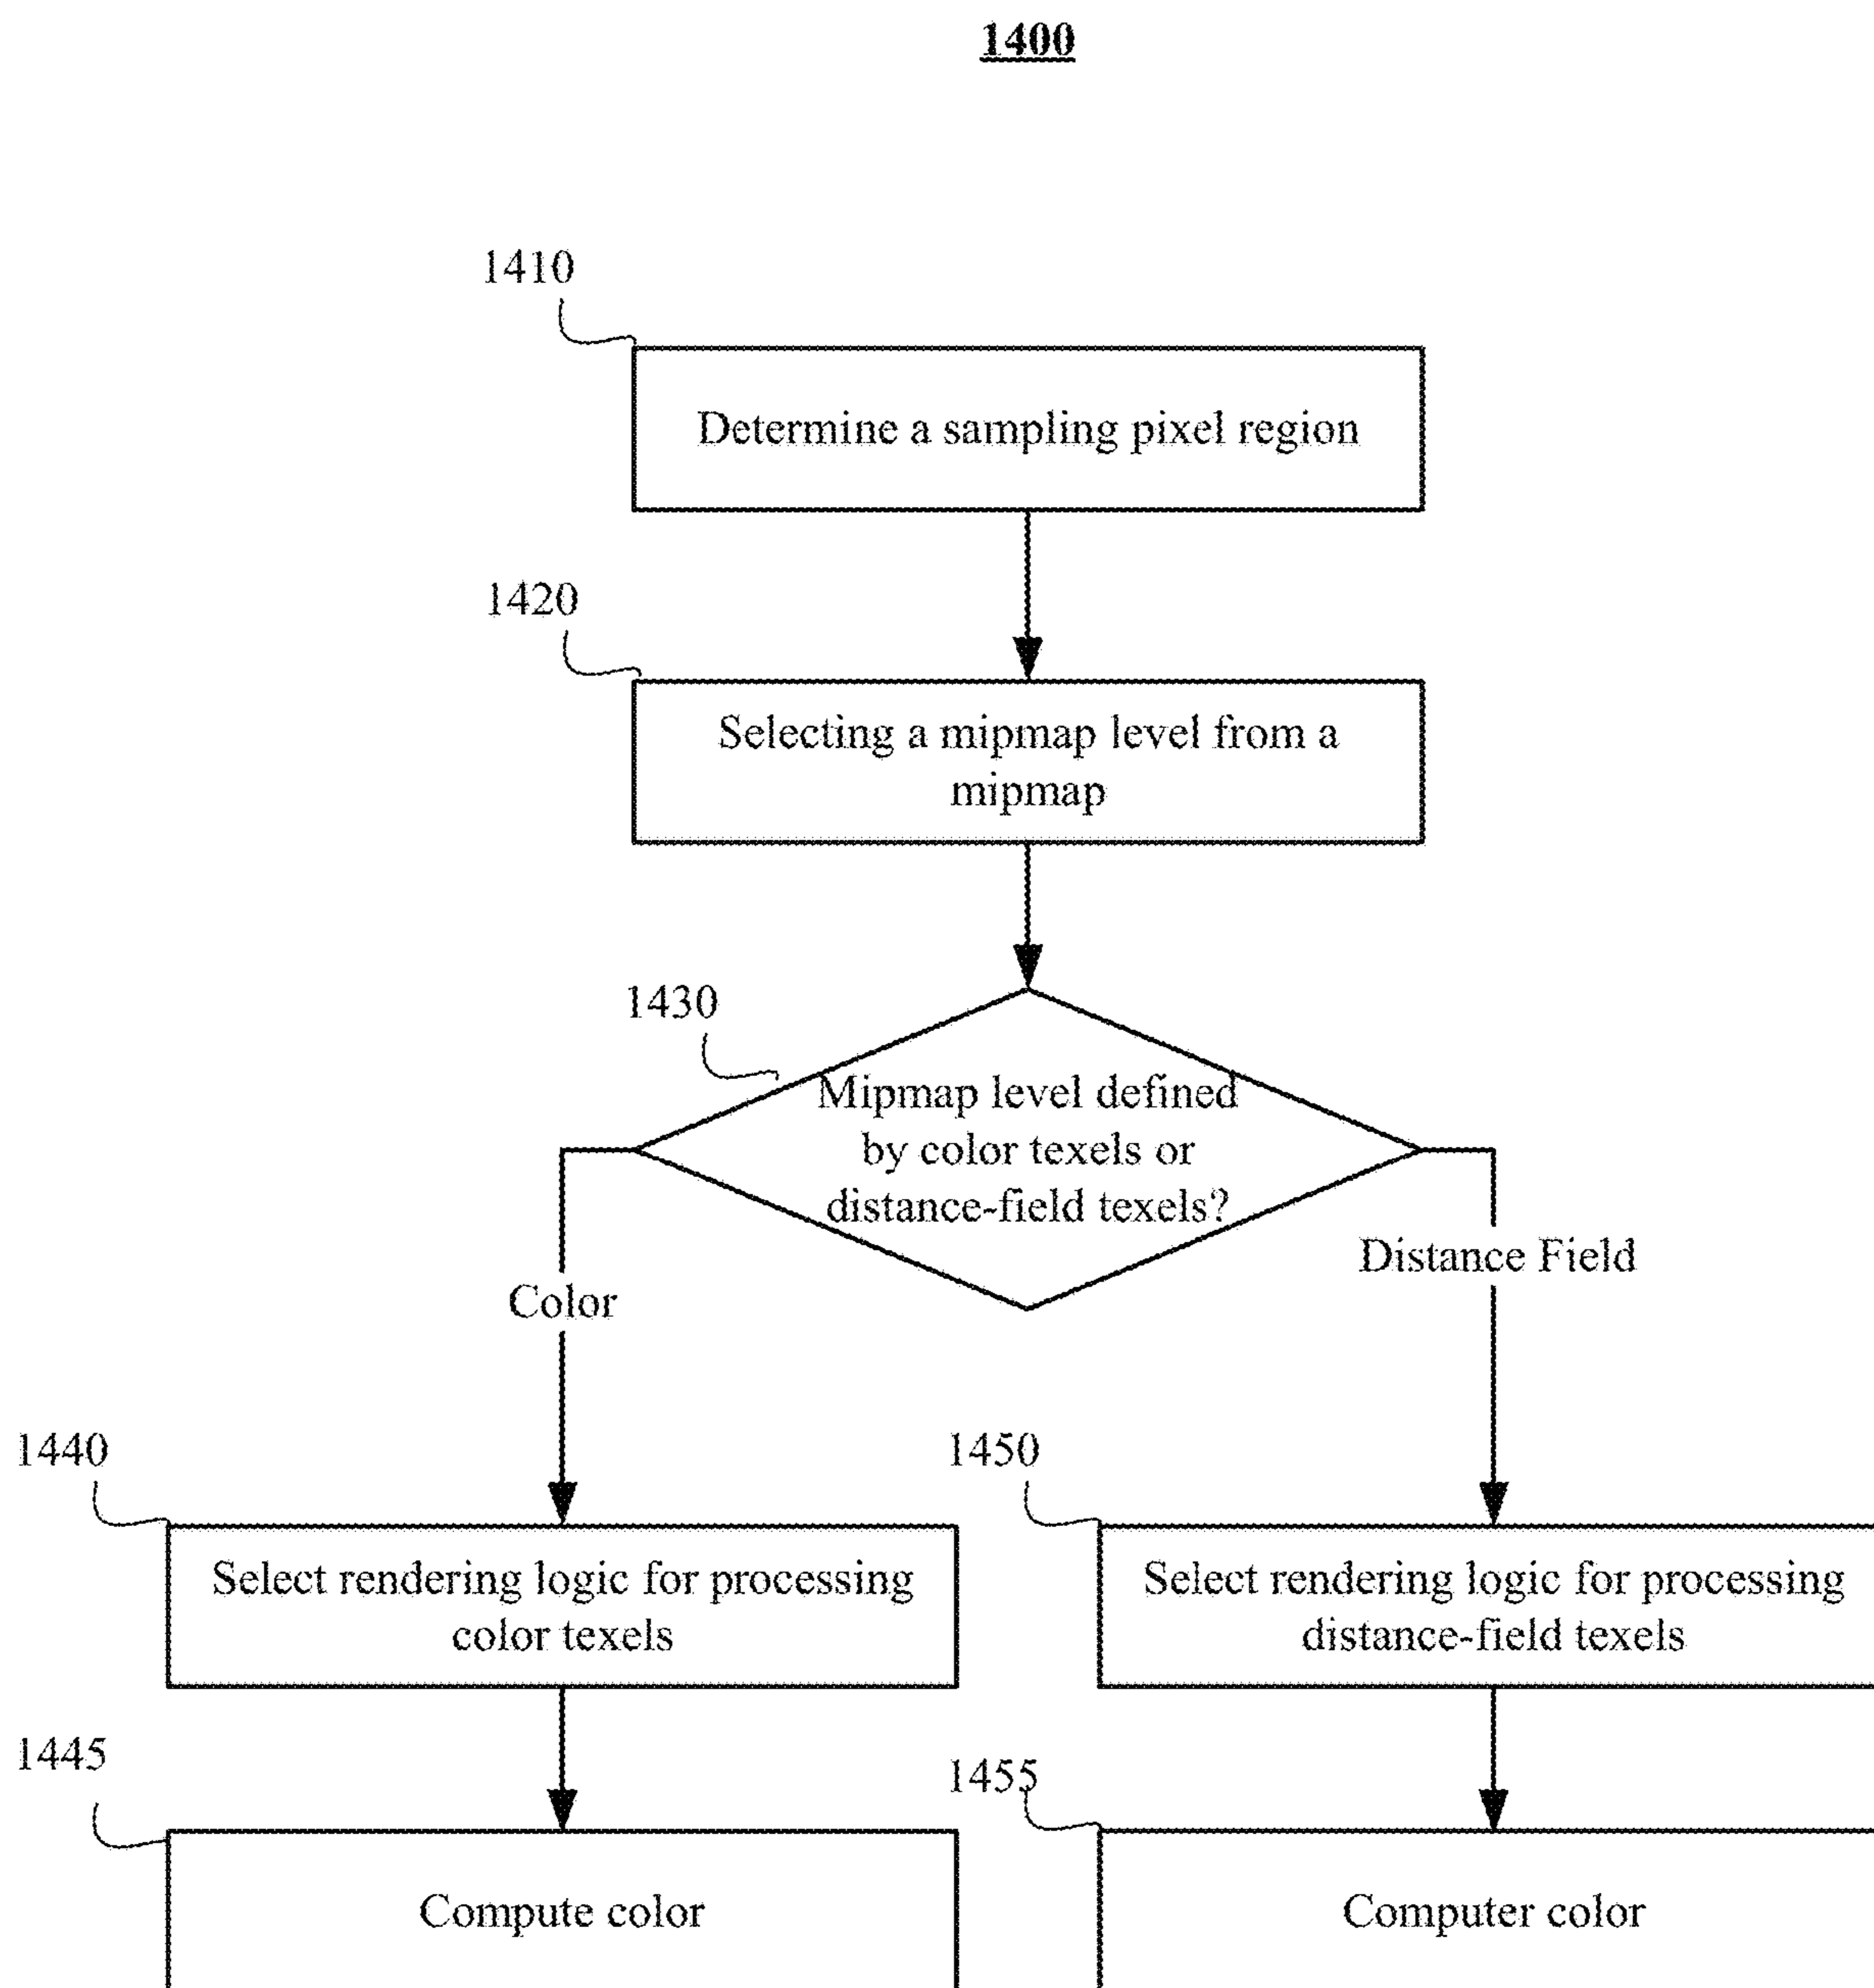 1400
1410
Determine a sampling pixel region
1420
Selecting a mipmap level from a
mipmap
1430
Mipmap level defined
by color texels or
distance-field texels?
Color
Distance Field
1440
Select rendering logic for processing
color texels
1450
Select rendering logic for processing
distance-field texels
1445
Compute color
1455
Computer color